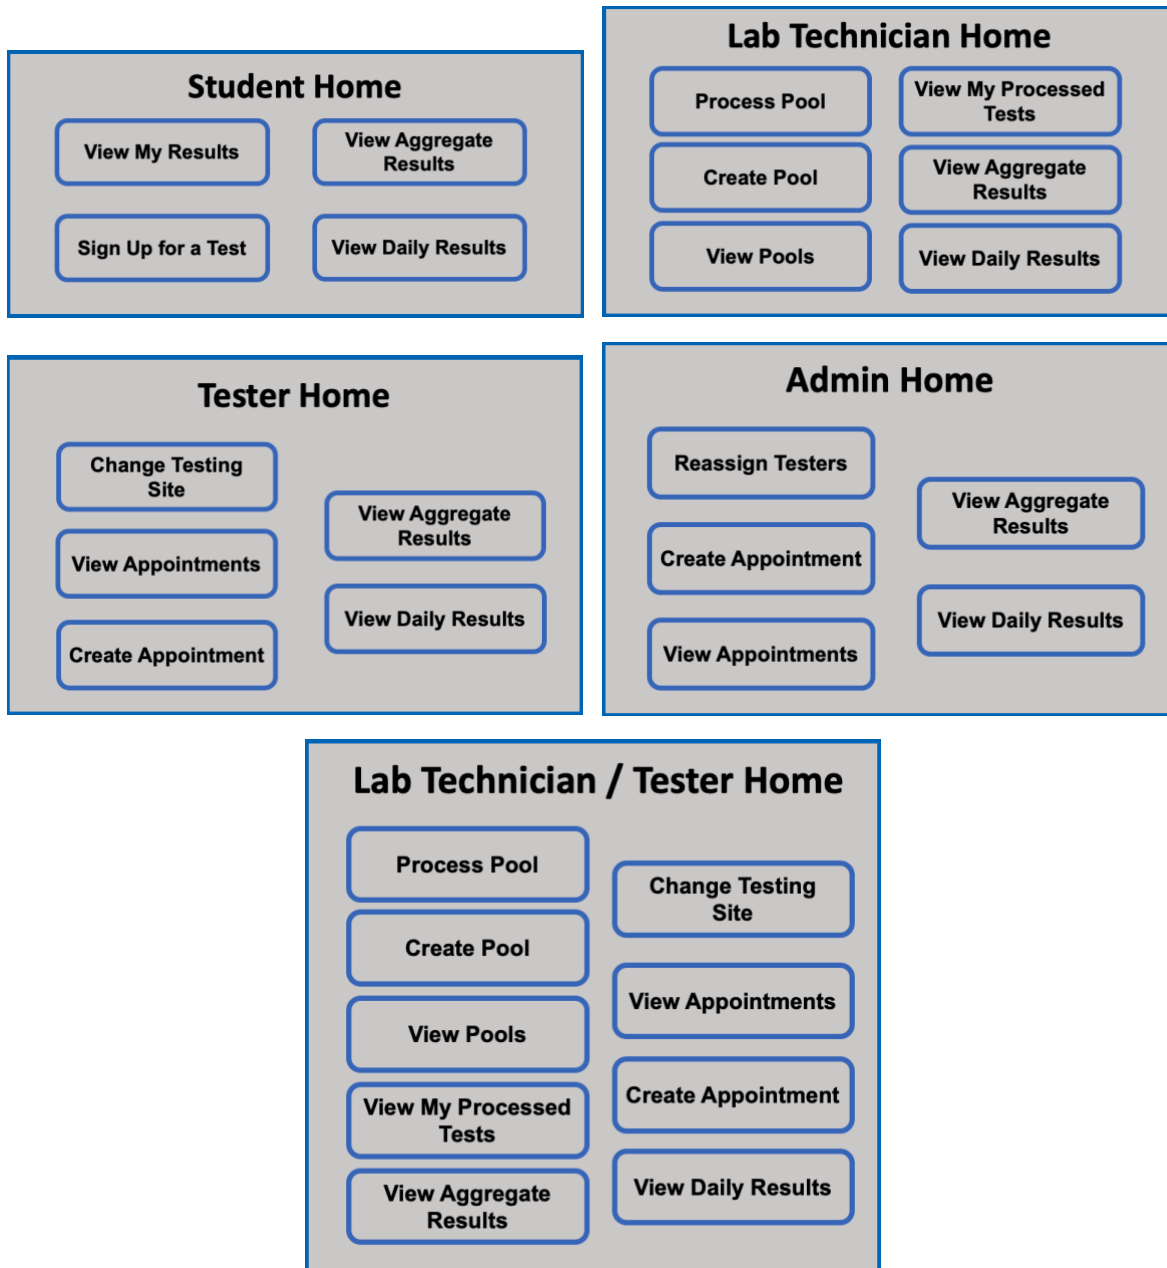 Student Home
View My Results
View Aggregate
Results
Sign Up for a Test
View Daily Results
Lab Technician Home
Process Pool
View My Processed
Tests
Create Pool
View Aggregate
Results
View Pools
View Daily Results
Tester Home
Change Testing
Site
View Aggregate
Results
View Appointments
View Daily Results
Create Appointment
Admin Home
Reassign Testers
View Aggregate
Results
Create Appointment
View Daily Results
View Appointments
Lab Technician / Tester Home
Process Pool
Change Testing
Site
Create Pool
View Appointments
View Pools
Create Appointment
View My Processed
Tests
View Daily Results
View Aggregate
Results